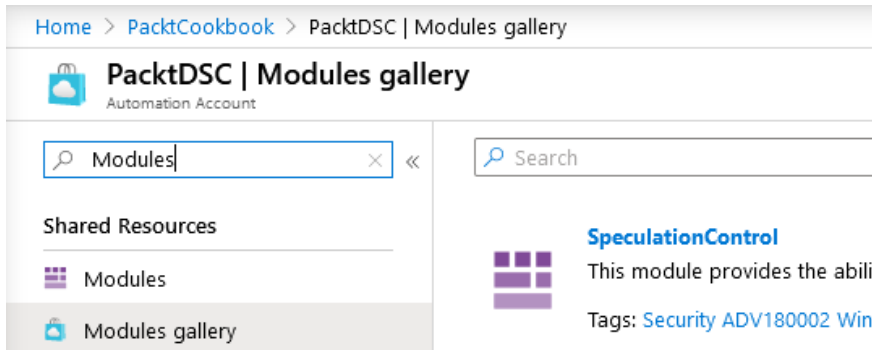 Home > PacktCookbook > PacktDSC | Modules gallery
PacktDSC | Modules gallery
Automation Account
Modules
Search
Shared Resources
Modules
Modules gallery
SpeculationControl
This module provides the abili
Tags: Security ADV180002 Win